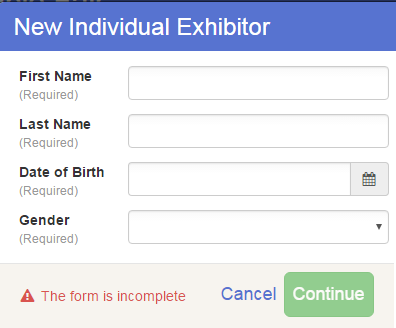 New Individual Exhibitor
First Name
(Required)
Last Name
(Required)
Date of Birth
(Required)
Gender
(Required)
The form is incomplete Cancel Continue